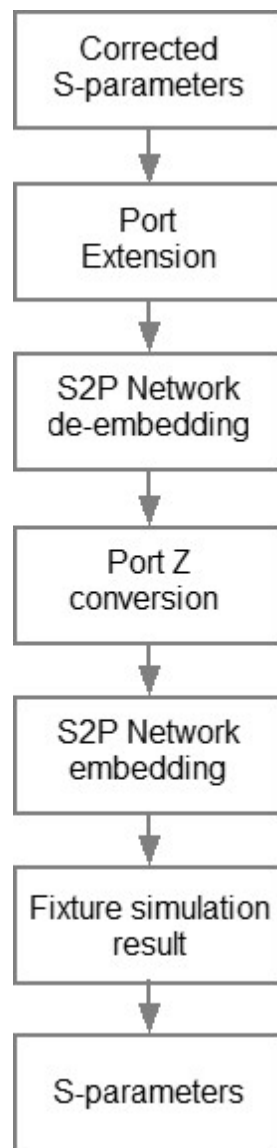 Corrected
S-parameters
Port
Extension
S2P Network
de-embedding
Port Z
conversion
S2P Network
embedding
Fixture simulation
result
S-parameters